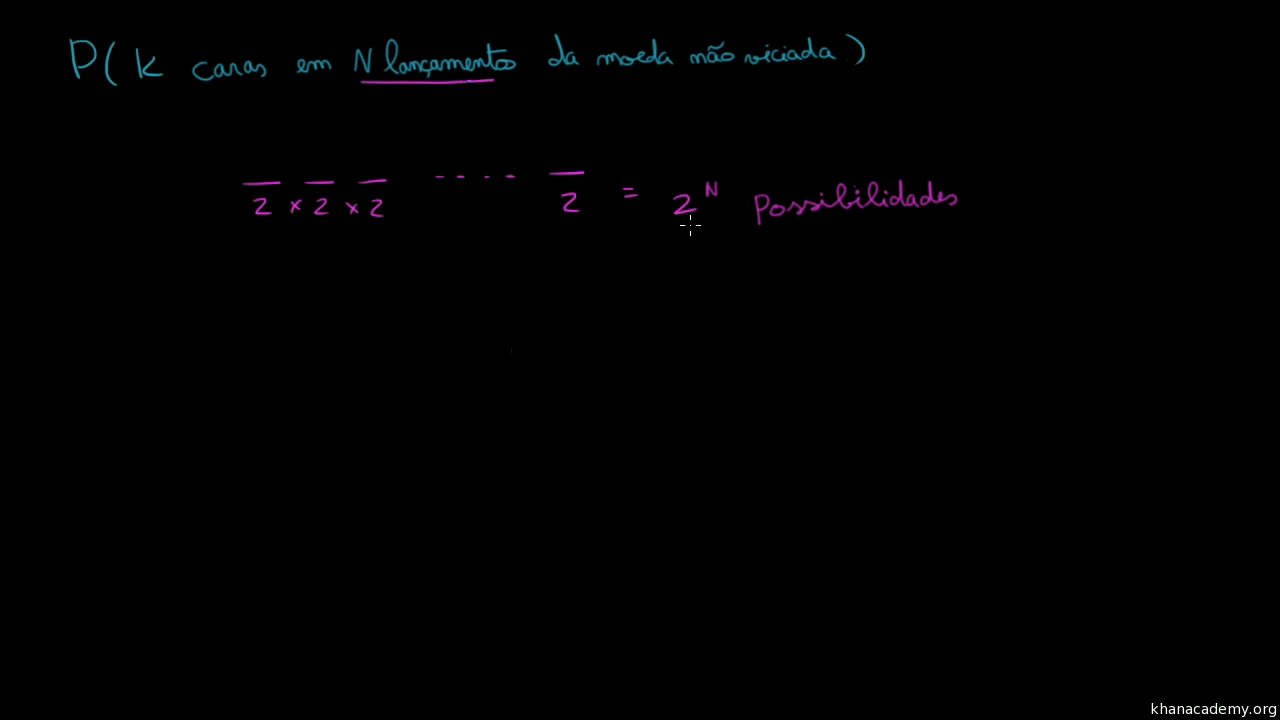 P( k caras em N lançamentos da moeda não viciada )
2 × 2 × 2 .... 2 = 2^N Possibilidades
khanacademy.org